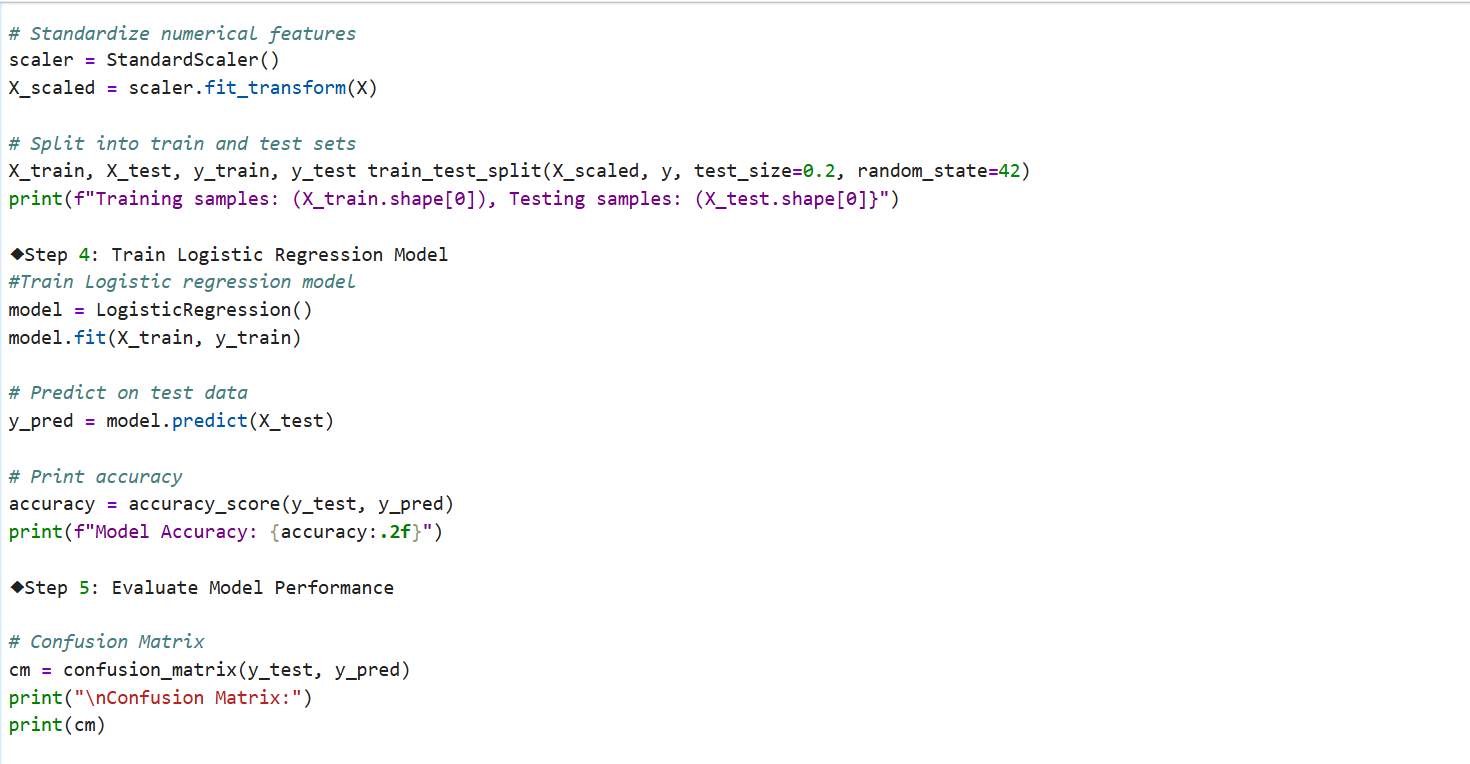 # Standardize numerical features
scaler = StandardScaler()
X_scaled = scaler.fit_transform(X)
# Split into train and test sets
X_train, X_test, y_train, y_test train_test_split(X_scaled, y, test_size=0.2, random_state=42)
print(f"Training samples: (X_train.shape[0]), Testing samples: (X_test.shape[0]}")
◆Step 4: Train Logistic Regression Model
#Train Logistic regression model
model = LogisticRegression()
model.fit(X_train, y_train)
# Predict on test data
y_pred = model.predict(X_test)
# Print accuracy
accuracy = accuracy_score(y_test, y_pred)
print(f"Model Accuracy: {accuracy:.2f}")
◆Step 5: Evaluate Model Performance
# Confusion Matrix
cm = confusion_matrix(y_test, y_pred)
print("\nConfusion Matrix:")
print(cm)